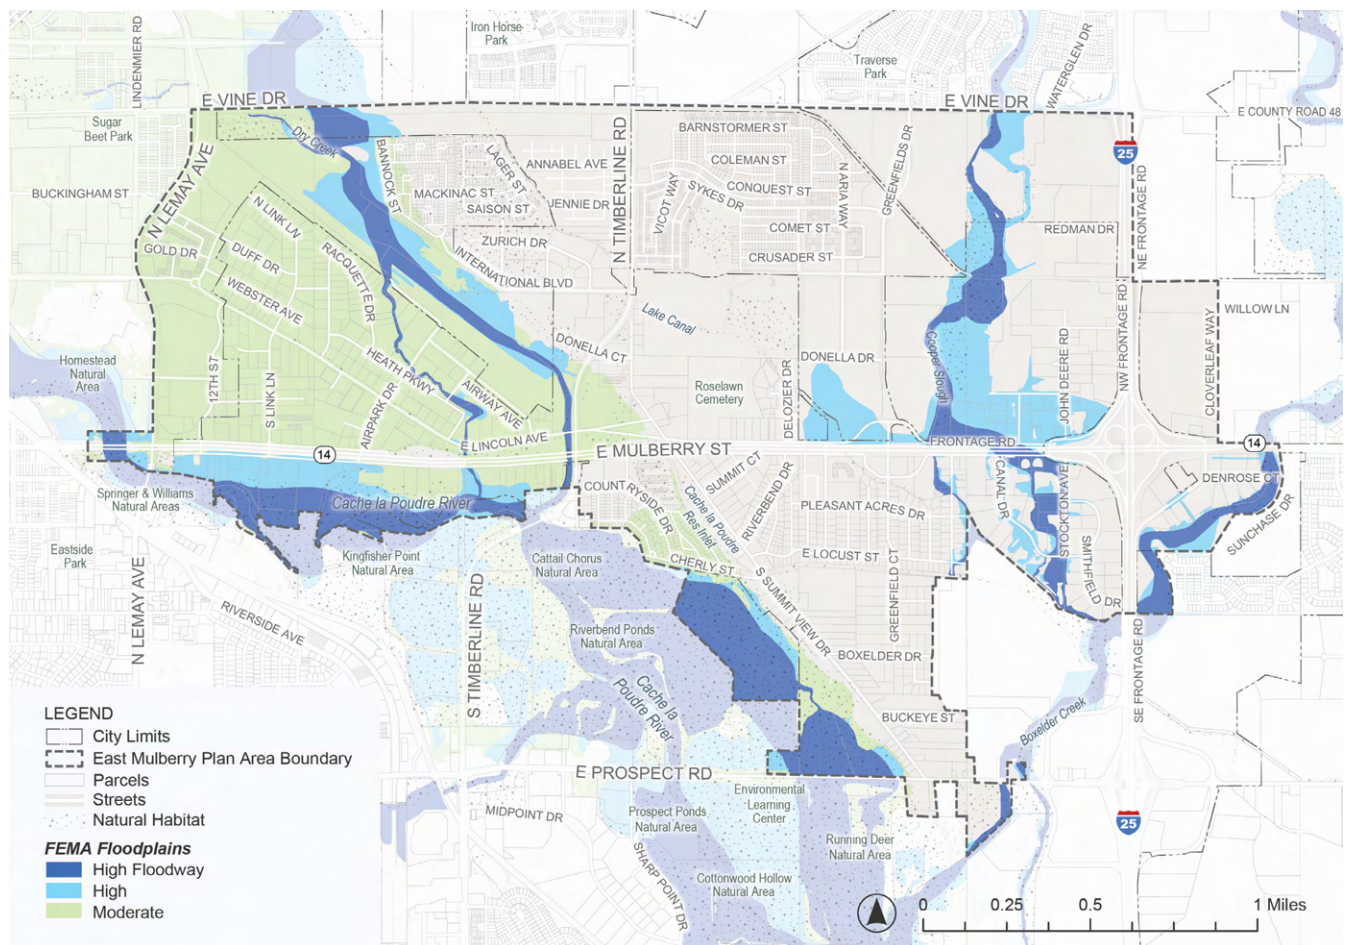 Iron Horse
Park
LINDENMIER RD
Traverse
Park
WATERGLEN DR
E VINE DR
E VINE DR
E COUNTY ROAD 48
Sugar
Beet Park
Dry Creek
BARNSTORMER ST
25
N LEMAY AVE
BANNOCK ST
LAGER ST
ANNABEL AVE
N TIMBERLINE RD
COLEMAN ST
N ARIA WAY
GREENFIELDS DR
NE FRONTAGE RD
BUCKINGHAM ST
MACKINAC ST
SAISON ST
JENNIE DR
VICOT WAY
SYKES DR
CONQUEST ST
N LINK LN
COMET ST
REDMAN DR
GOLD DR
DUFF DR
RACQUETTE DR
ZURICH DR
INTERNATIONAL BLVD
CRUSADER ST
WEBSTER AVE
Lake Canal
NW FRONTAGE RD
WILLOW LN
Homestead
Natural
Area
12TH ST
S LINK LN
HEATH PKWY
DONELLA CT
DONELLA DR
Cooper Slough
JOHN DEERE RD
CLOVERLEAF WAY
AIRPARK DR
AIRWAY AVE
Roselawn
Cemetery
DELOZIER DR
E LINCOLN AVE
E MULBERRY ST
FRONTAGE RD
14
14
Springer & Williams
Natural Areas
Cache la Poudre River
COUNTRYSIDE DR
SUMMIT CT
RIVERBEND DR
CANAL DR
STOCKTON AVE
DENROSE CT
Cache la Poudre
Res Inlet
PLEASANT ACRES DR
SUNCHASE DR
Eastside
Park
Kingfisher Point
Natural Area
Cattail Chorus
Natural Area
CHERLY ST
E LOCUST ST
SMITHFIELD DR
N LEMAY AVE
RIVERSIDE AVE
S TIMBERLINE RD
S SUMMIT VIEW DR
GREENFIELD CT
Riverbend Ponds
Natural Area
BOXELDER DR
SE FRONTAGE RD
Cache la
Poudre River
BUCKEYE ST
Boxelder Creek
E PROSPECT RD
MIDPOINT DR
Prospect Ponds
Natural Area
Environmental
Learning
Center
25
SHARP POINT DR
Running Deer
Natural Area
Cottonwood Hollow
Natural Area
LEGEND
City Limits
East Mulberry Plan Area Boundary
Parcels
Streets
Natural Habitat
FEMA Floodplains
High Floodway
High
Moderate
0 0.25 0.5 1 Miles